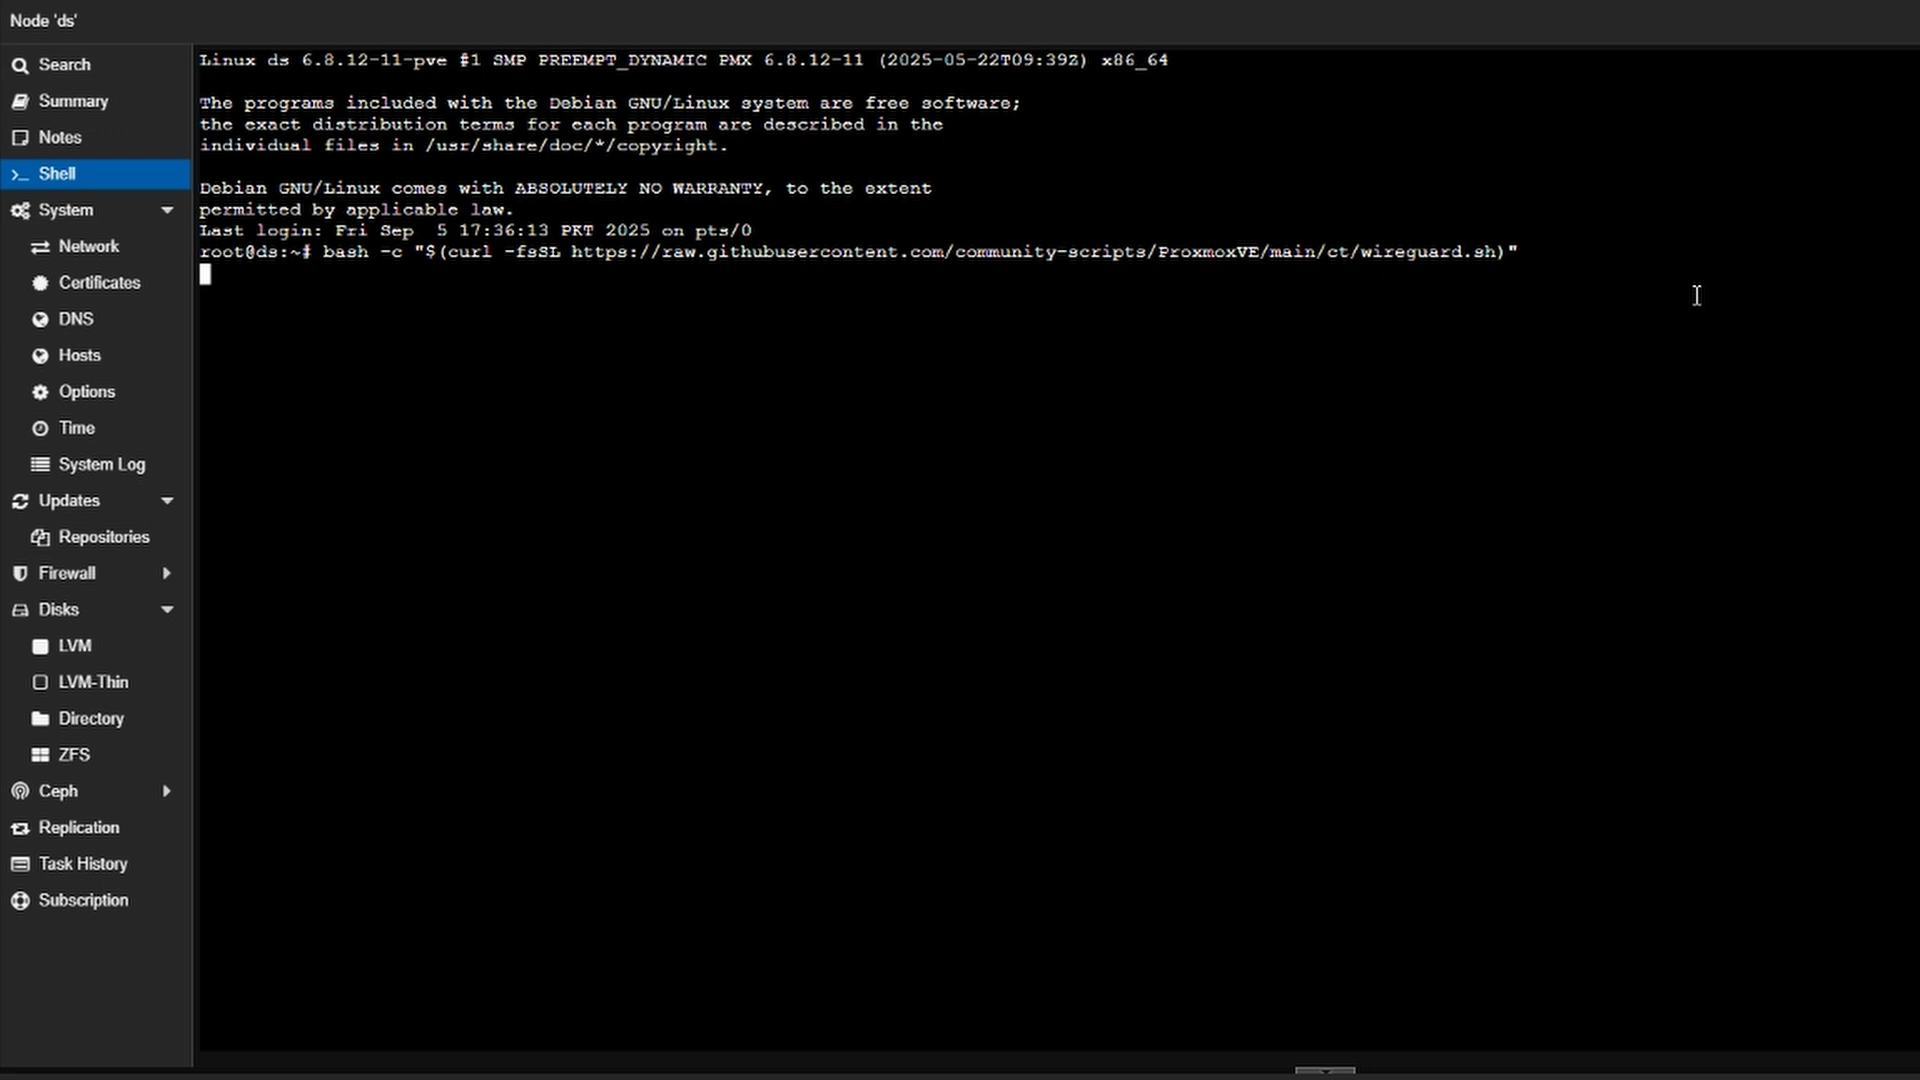 Node 'ds'
Search
Summary
Notes
Shell
System
Network
Certificates
DNS
Hosts
Options
Time
System Log
Updates
Repositories
Firewall
Disks
LVM
LVM-Thin
Directory
ZFS
Ceph
Replication
Task History
Subscription
Linux ds 6.8.12-11-pve #1 SMP PREEMPT_DYNAMIC PMX 6.8.12-11 (2025-05-22T09:39Z) x86_64
The programs included with the Debian GNU/Linux system are free software;
the exact distribution terms for each program are described in the
individual files in /usr/share/doc/*/copyright.
Debian GNU/Linux comes with ABSOLUTELY NO WARRANTY, to the extent
permitted by applicable law.
Last login: Fri Sep  5 17:36:13 PKT 2025 on pts/0
root@ds:~# bash -c "$(curl -fsSL https://raw.githubusercontent.com/community-scripts/ProxmoxVE/main/ct/wireguard.sh)"